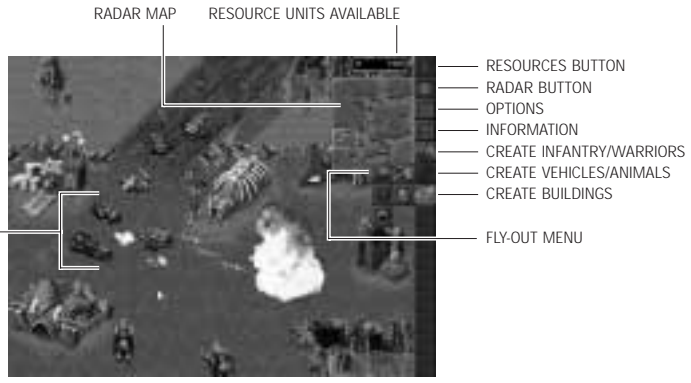 RADAR MAP
RESOURCE UNITS AVAILABLE
RESOURCES BUTTON
RADAR BUTTON
OPTIONS
INFORMATION
CREATE INFANTRY/WARRIORS
CREATE VEHICLES/ANIMALS
CREATE BUILDINGS
FLY-OUT MENU